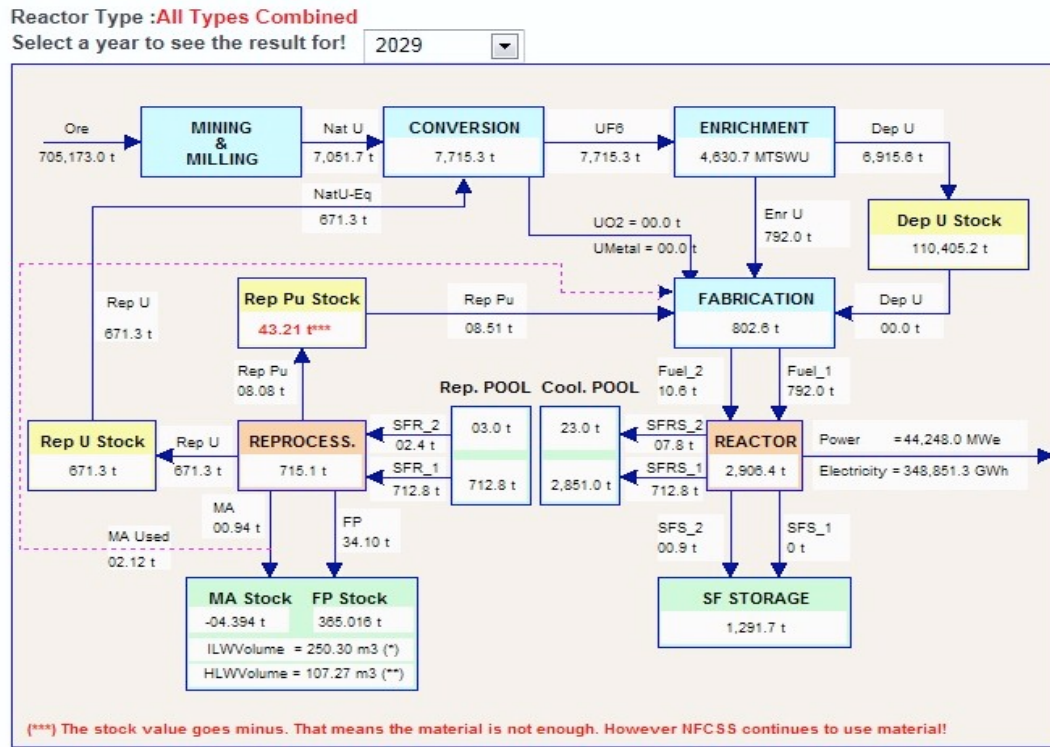 Reactor Type :All Types Combined
Select a year to see the result for! 2029
Ore
705,173.0 t
MINING
&
MILLING
Nat U
7,051.7 t
CONVERSION
7,715.3 t
UF6
7,715.3 t
ENRICHMENT
4,630.7 MTSWU
Dep U
6,915.6 t
NatU-Eq
671.3 t
UO2 = 00.0 t
UMetal = 00.0 t
Enr U
792.0 t
Dep U Stock
110,405.2 t
Rep U
671.3 t
Rep Pu Stock
43.21 t***
Rep Pu
08.51 t
FABRICATION
802.6 t
Dep U
00.0 t
Rep Pu
08.08 t
Fuel_2
10.6 t
Fuel_1
792.0 t
Rep. POOL
Cool. POOL
Rep U Stock
671.3 t
Rep U
671.3 t
REPROCESS.
715.1 t
SFR_2
02.4 t
SFR_1
712.8 t
03.0 t
712.8 t
23.0 t
2,851.0 t
SFRS_2
07.8 t
SFRS_1
712.8 t
REACTOR
2,906.4 t
Power =44,248.0 MWe
Electricity = 348,851.3 GWh
MA
00.94 t
FP
34.10 t
MA Used
02.12 t
SFS_2
00.9 t
SFS_1
0 t
MA Stock FP Stock
-04.394 t 365.016 t
ILWVolume = 250.30 m3 (*)
HLWVolume = 107.27 m3 (**)
SF STORAGE
1,291.7 t
(***) The stock value goes minus. That means the material is not enough. However NFCSS continues to use material!